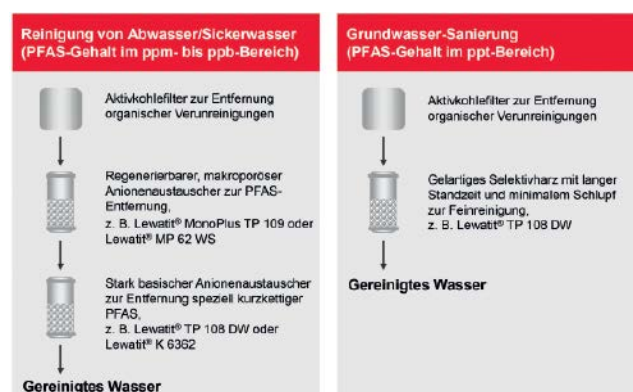 Reinigung von Abwasser/Sickerwasser
(PFAS-Gehalt im ppm- bis ppb-Bereich)
Aktivkohlefilter zur Entfernung
organischer Verunreinigungen
Regenerierbarer, makroporöser
Anionenaustauscher zur PFAS-
Entfernung,
z. B. Lewatit® MonoPlus TP 109 oder
Lewatit® MP 62 WS
Stark basischer Anionenaustauscher
zur Entfernung speziell kurzkettiger
PFAS,
z. B. Lewatit® TP 108 DW oder
Lewatit® K 6362
Gereinigtes Wasser
Grundwasser-Sanierung
(PFAS-Gehalt im ppt-Bereich)
Aktivkohlefilter zur Entfernung
organischer Verunreinigungen
Gelartiges Selektivharz mit langer
Standzeit und minimalem Schlupf
zur Feinreinigung,
z. B. Lewatit® TP 108 DW
Gereinigtes Wasser